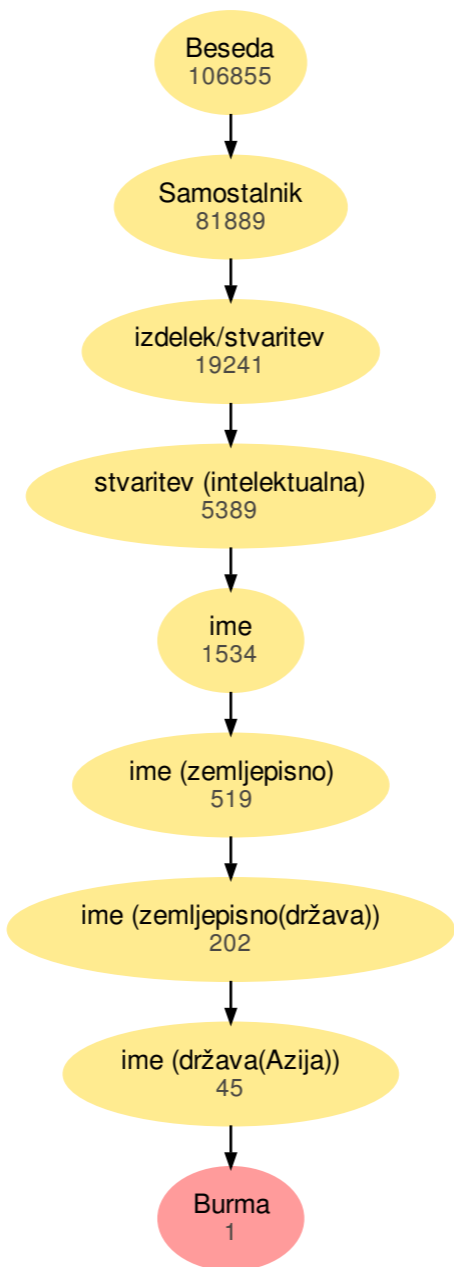 Beseda
106855
Samostalnik
81889
izdelek/stvaritev
19241
stvaritev (intelektualna)
5389
ime
1534
ime (zemljepisno)
519
ime (zemljepisno(država))
202
ime (država(Azija))
45
Burma
1